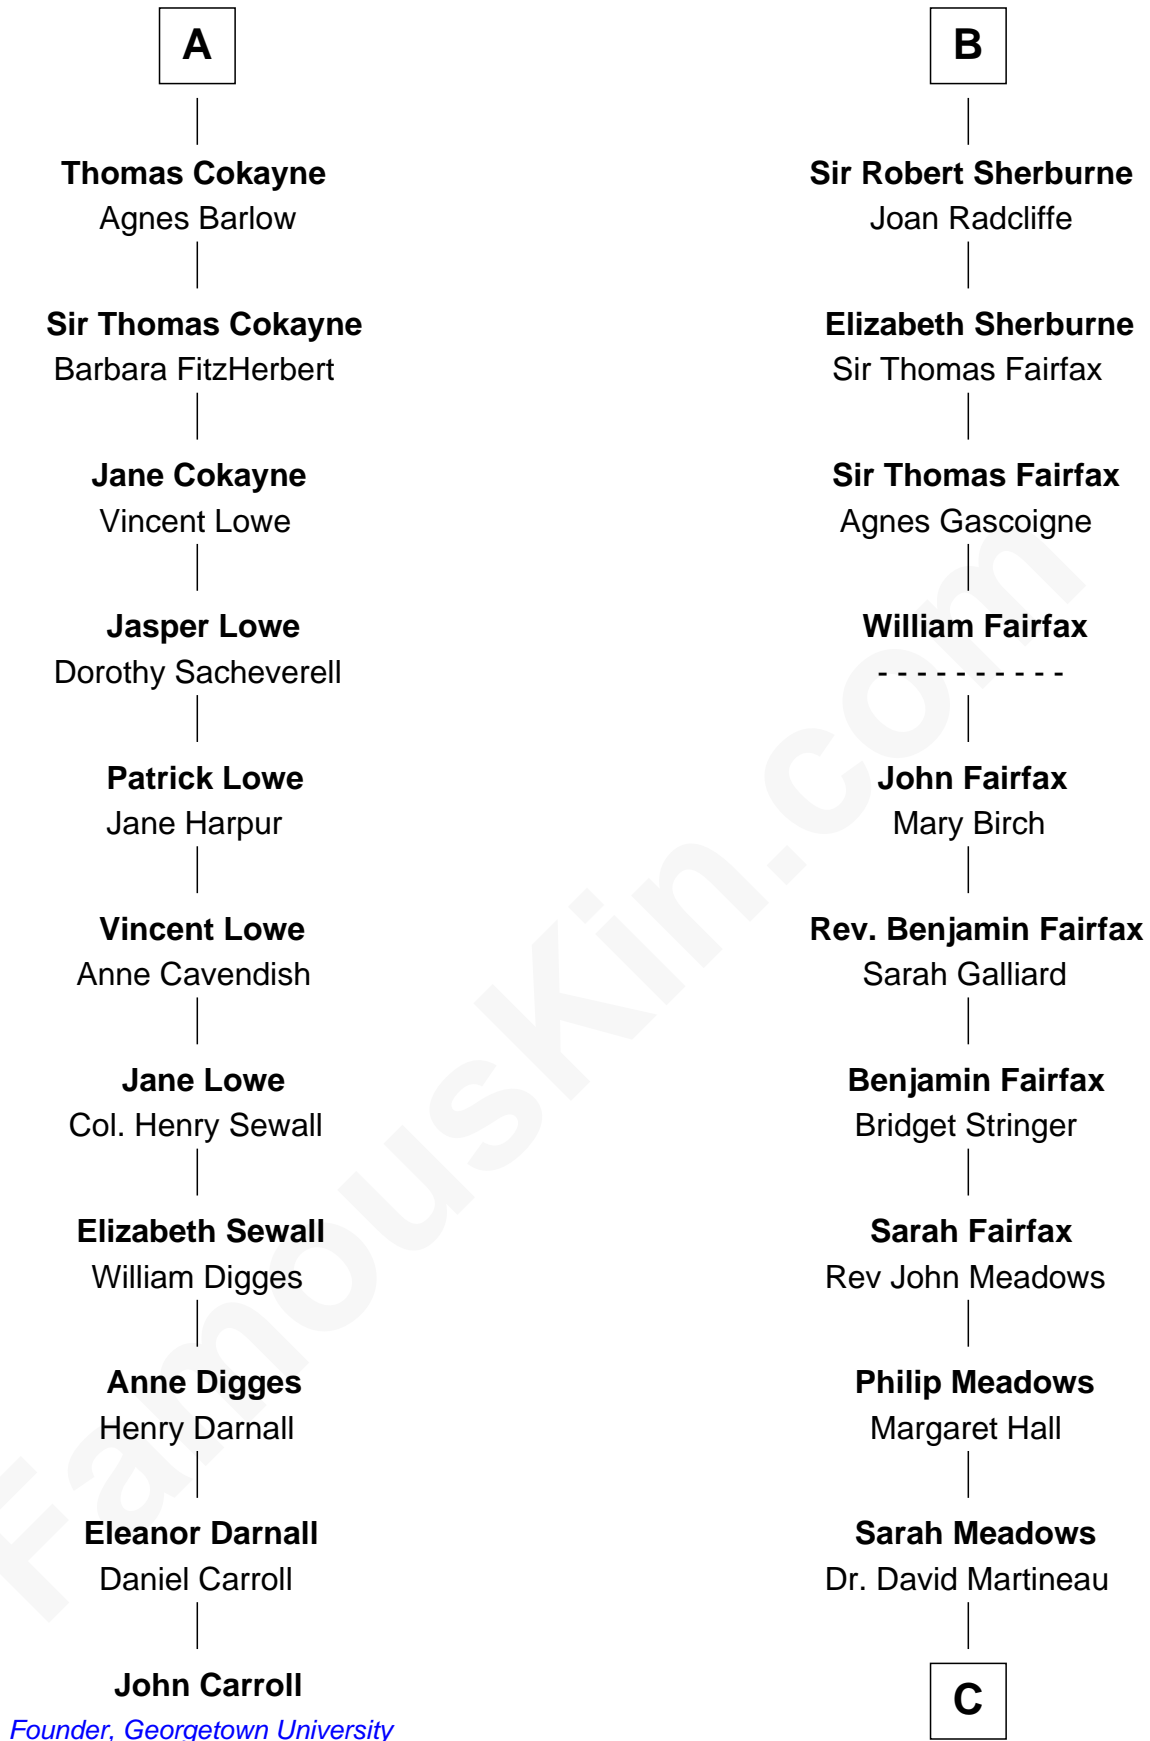 A
Thomas Cokayne
Agnes Barlow
Sir Thomas Cokayne
Barbara FitzHerbert
Jane Cokayne
Vincent Lowe
Jasper Lowe
Dorothy Sacheverell
Patrick Lowe
Jane Harpur
Vincent Lowe
Anne Cavendish
Jane Lowe
Col. Henry Sewall
Elizabeth Sewall
William Digges
Anne Digges
Henry Darnall
Eleanor Darnall
Daniel Carroll
John Carroll
Founder, Georgetown University
B
Sir Robert Sherburne
Joan Radcliffe
Elizabeth Sherburne
Sir Thomas Fairfax
Sir Thomas Fairfax
Agnes Gascoigne
William Fairfax
- - - - - - - - - -
John Fairfax
Mary Birch
Rev. Benjamin Fairfax
Sarah Galliard
Benjamin Fairfax
Bridget Stringer
Sarah Fairfax
Rev John Meadows
Philip Meadows
Margaret Hall
Sarah Meadows
Dr. David Martineau
C
FamousKin.com